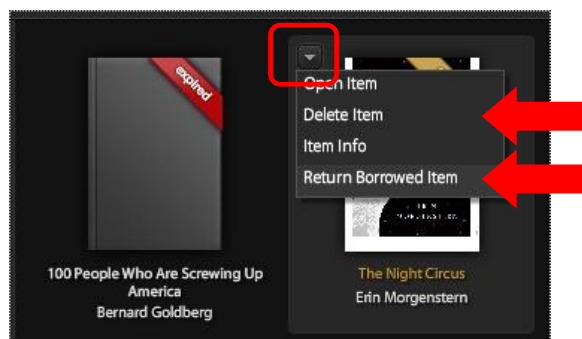 expired
100 People Who Are Screwing Up
America
Bernard Goldberg
Open Item
Delete Item
Item Info
Return Borrowed Item
The Night Circus
Erin Morgenstern